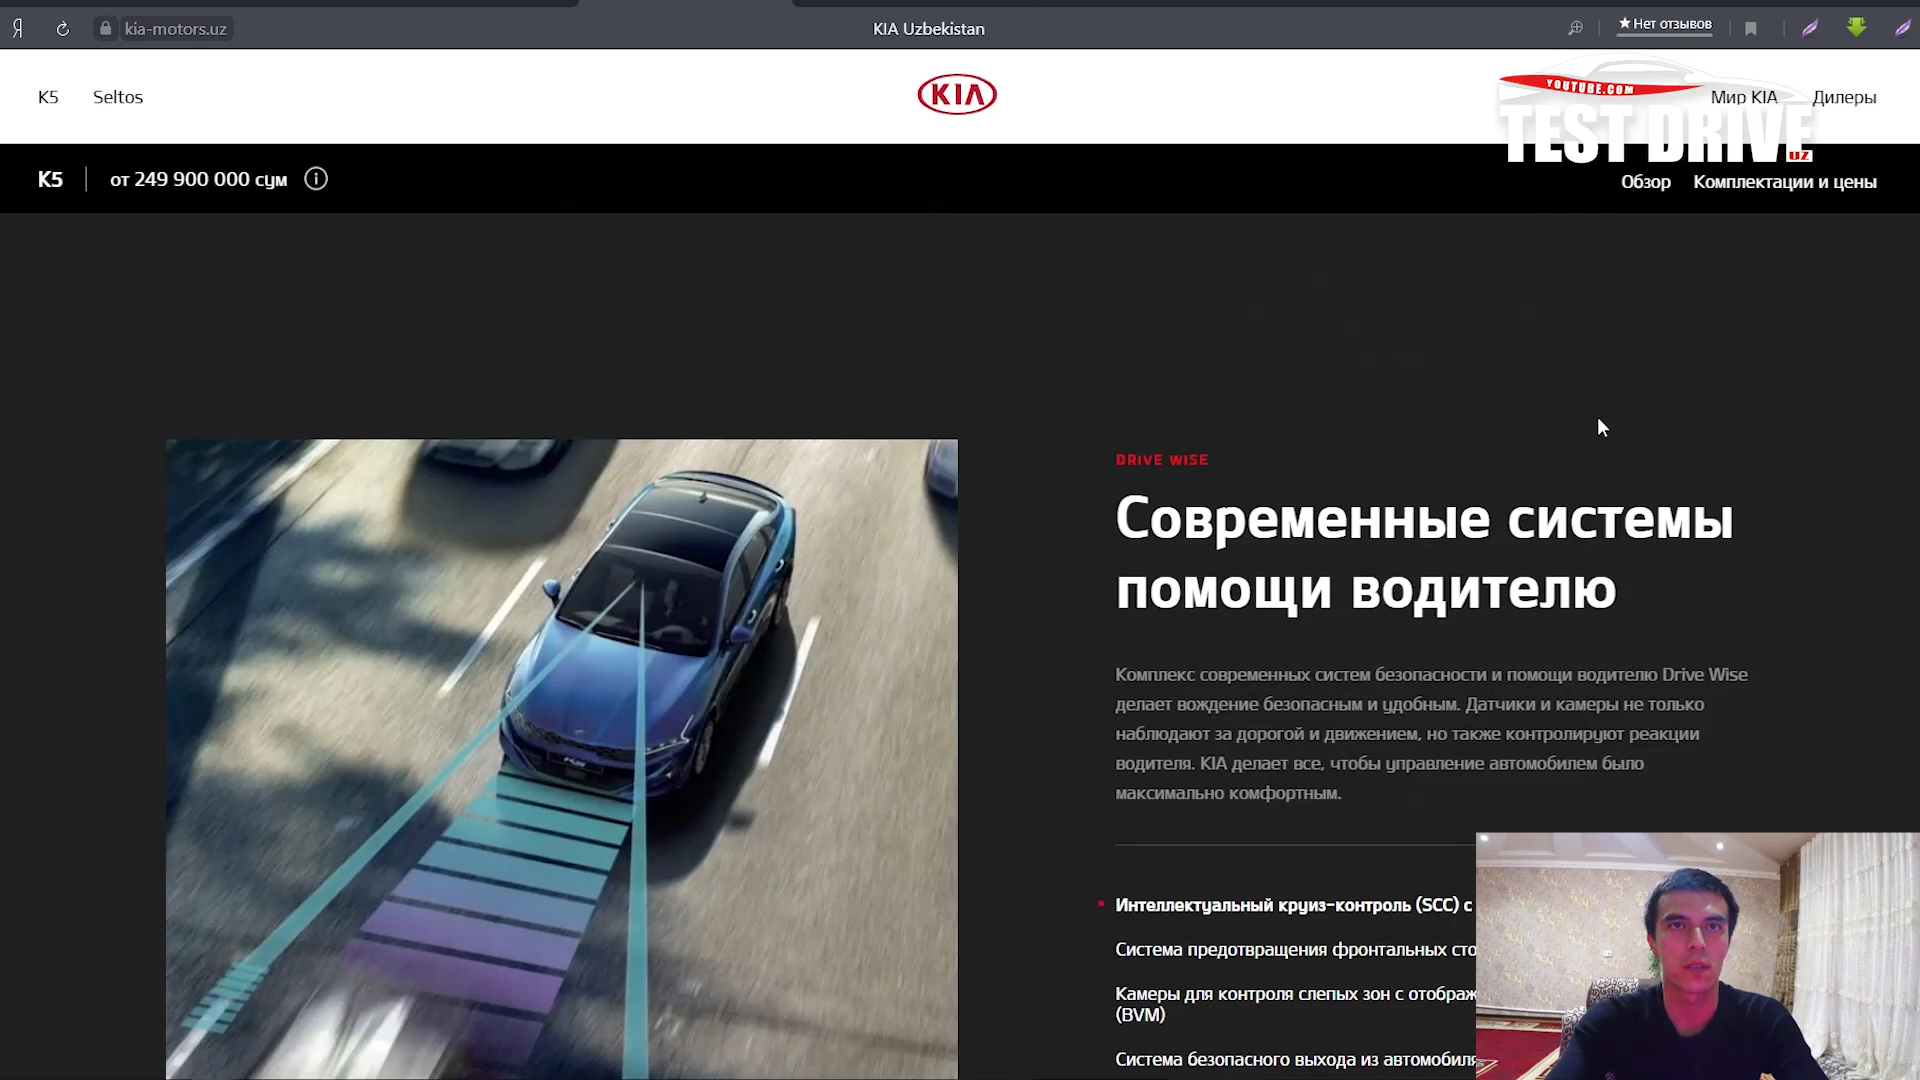 Я
kia-motors.uz
KIA Uzbekistan
★Нет отзывов
K5 Seltos
KIA
Мир KIA Дилеры
YOUTUBE.COM
TEST DRIVE
UZ
K5 от 249 900 000 сум
Обзор Комплектации и цены
DRIVE WISE
Современные системы
помощи водителю
Комплекс современных систем безопасности и помощи водителю Drive Wise
делает вождение безопасным и удобным. Датчики и камеры не только
наблюдают за дорогой и движением, но также контролируют реакции
водителя. KIA делает все, чтобы управление автомобилем было
максимально комфортным.
Интеллектуальный круиз-контроль (SCC) с
Система предотвращения фронтальных сто
Камеры для контроля слепых зон с отображ
(BVM)
Система безопасного выхода из автомобиля